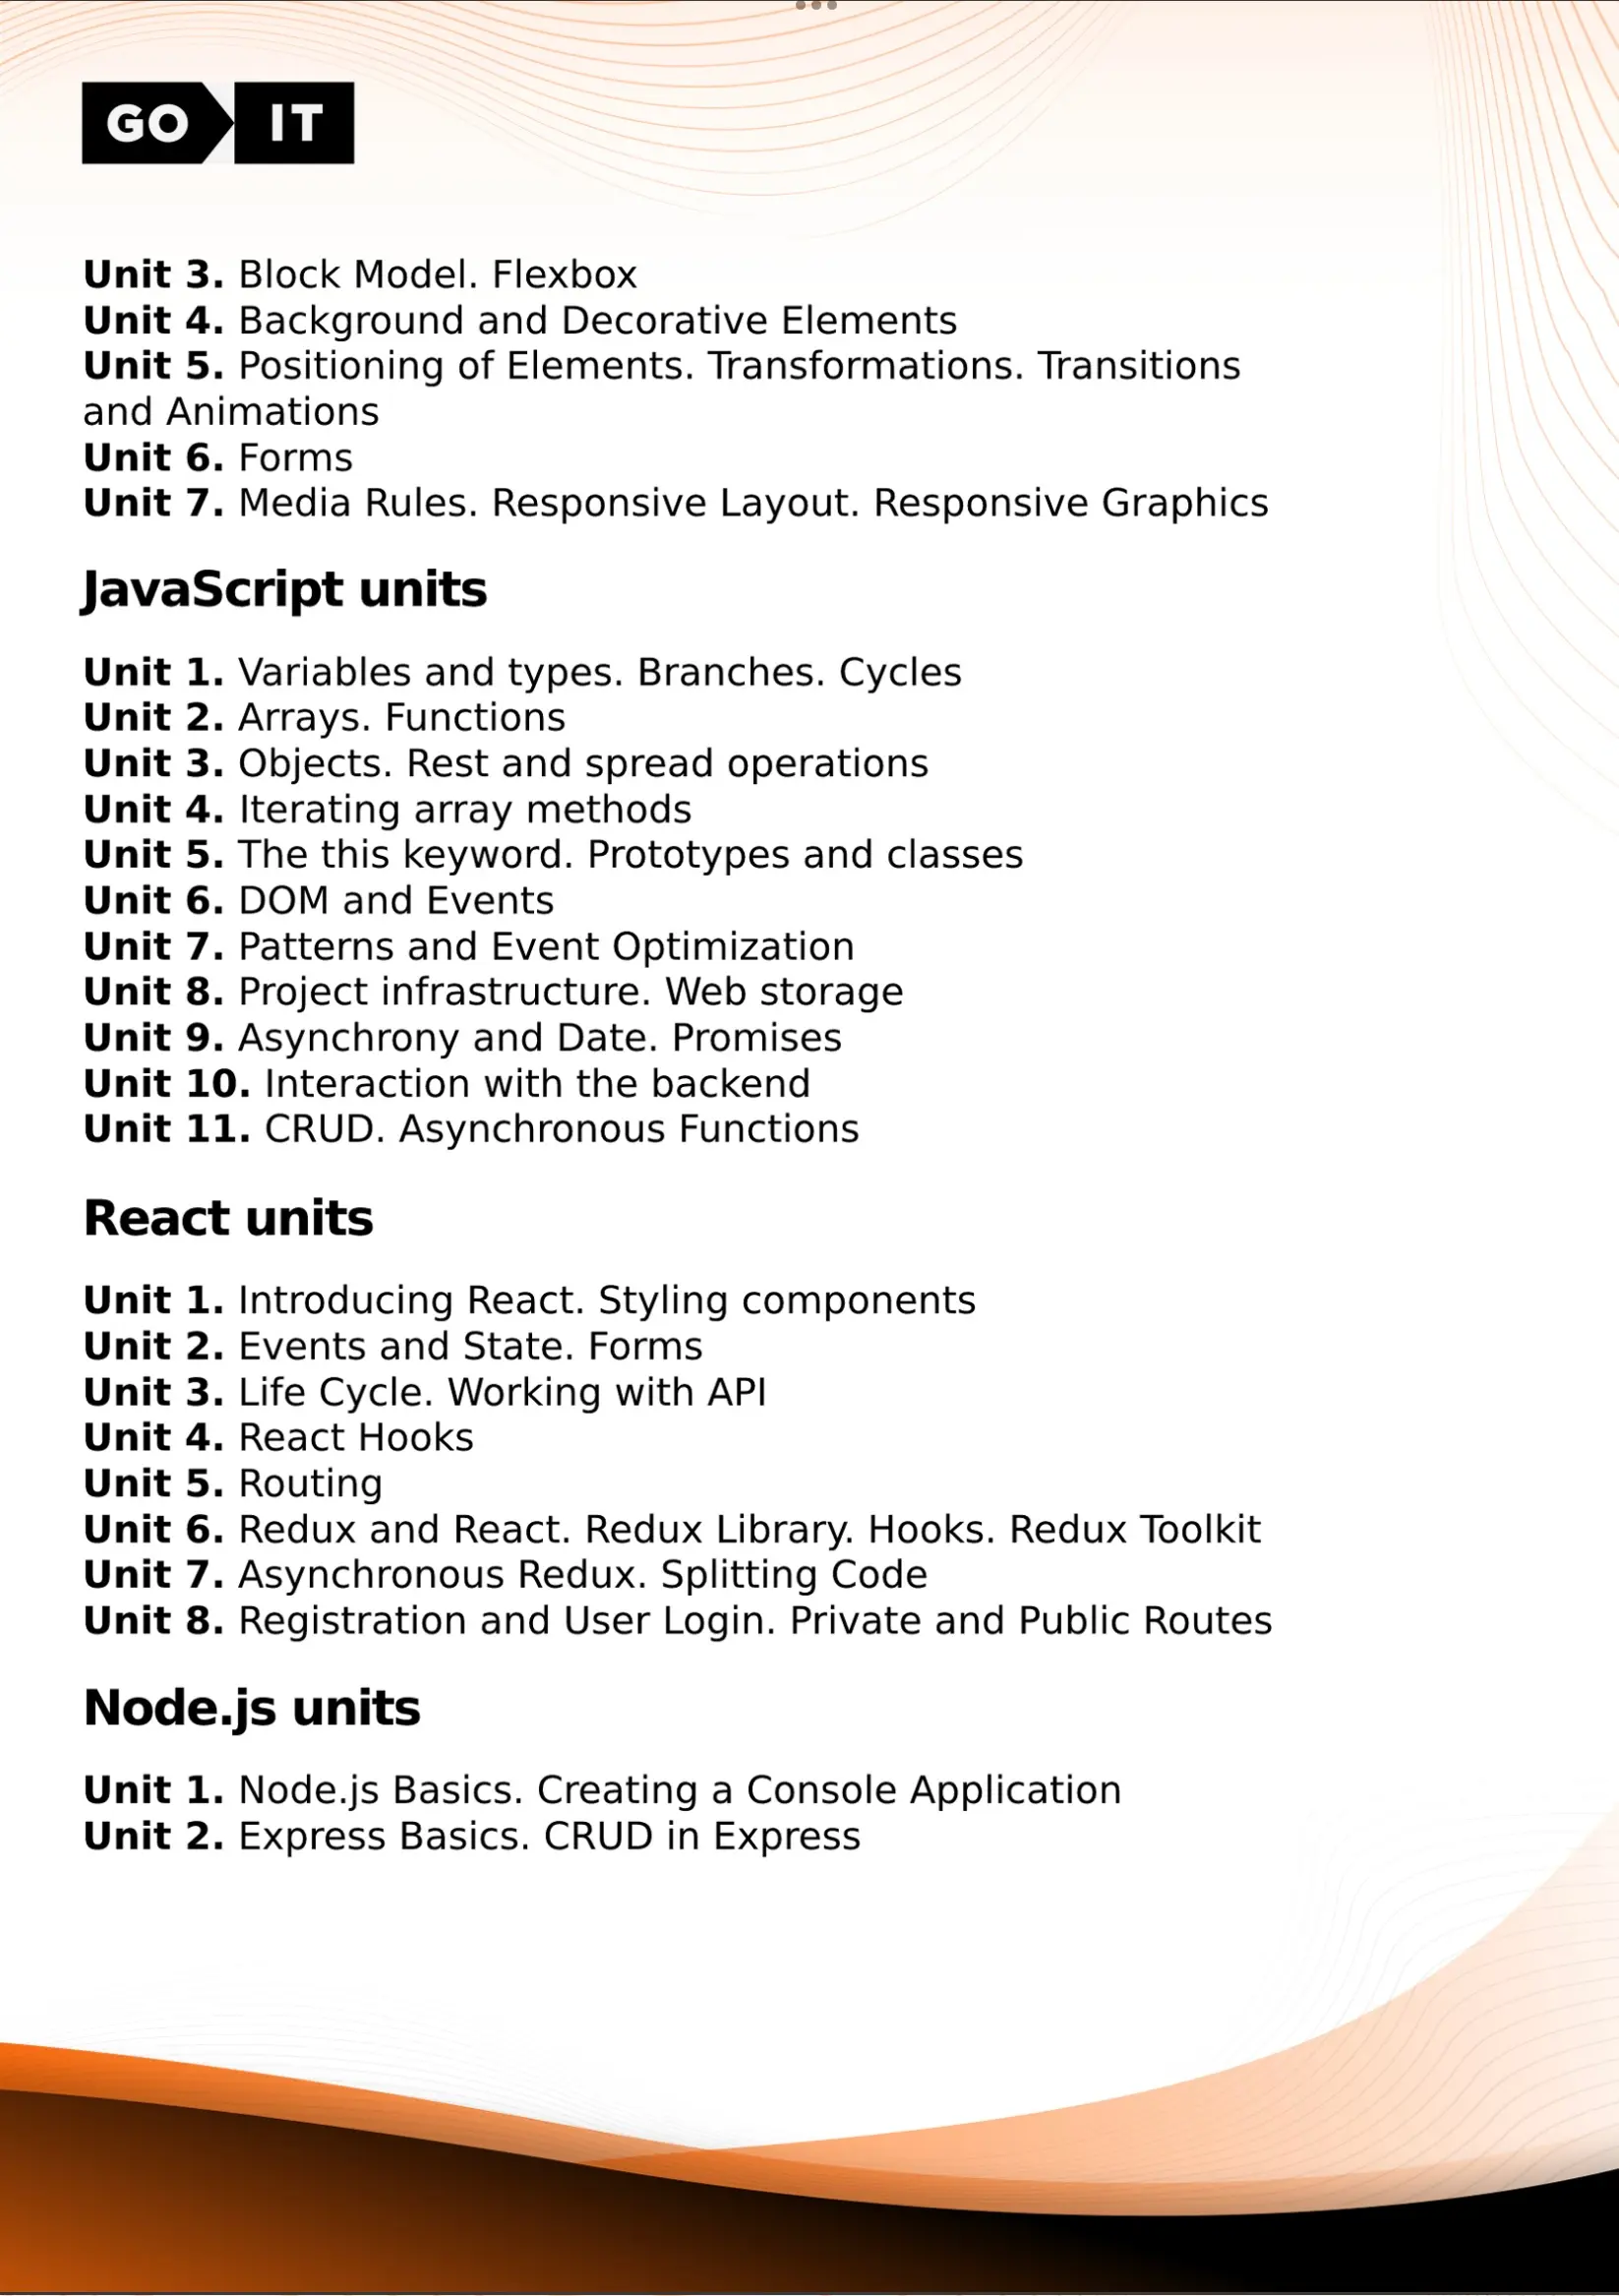 GO IT
Unit 3. Block Model. Flexbox
Unit 4. Background and Decorative Elements
Unit 5. Positioning of Elements. Transformations. Transitions
and Animations
Unit 6. Forms
Unit 7. Media Rules. Responsive Layout. Responsive Graphics
JavaScript units
Unit 1. Variables and types. Branches. Cycles
Unit 2. Arrays. Functions
Unit 3. Objects. Rest and spread operations
Unit 4. Iterating array methods
Unit 5. The this keyword. Prototypes and classes
Unit 6. DOM and Events
Unit 7. Patterns and Event Optimization
Unit 8. Project infrastructure. Web storage
Unit 9. Asynchrony and Date. Promises
Unit 10. Interaction with the backend
Unit 11. CRUD. Asynchronous Functions
React units
Unit 1. Introducing React. Styling components
Unit 2. Events and State. Forms
Unit 3. Life Cycle. Working with API
Unit 4. React Hooks
Unit 5. Routing
Unit 6. Redux and React. Redux Library. Hooks. Redux Toolkit
Unit 7. Asynchronous Redux. Splitting Code
Unit 8. Registration and User Login. Private and Public Routes
Node.js units
Unit 1. Node.js Basics. Creating a Console Application
Unit 2. Express Basics. CRUD in Express